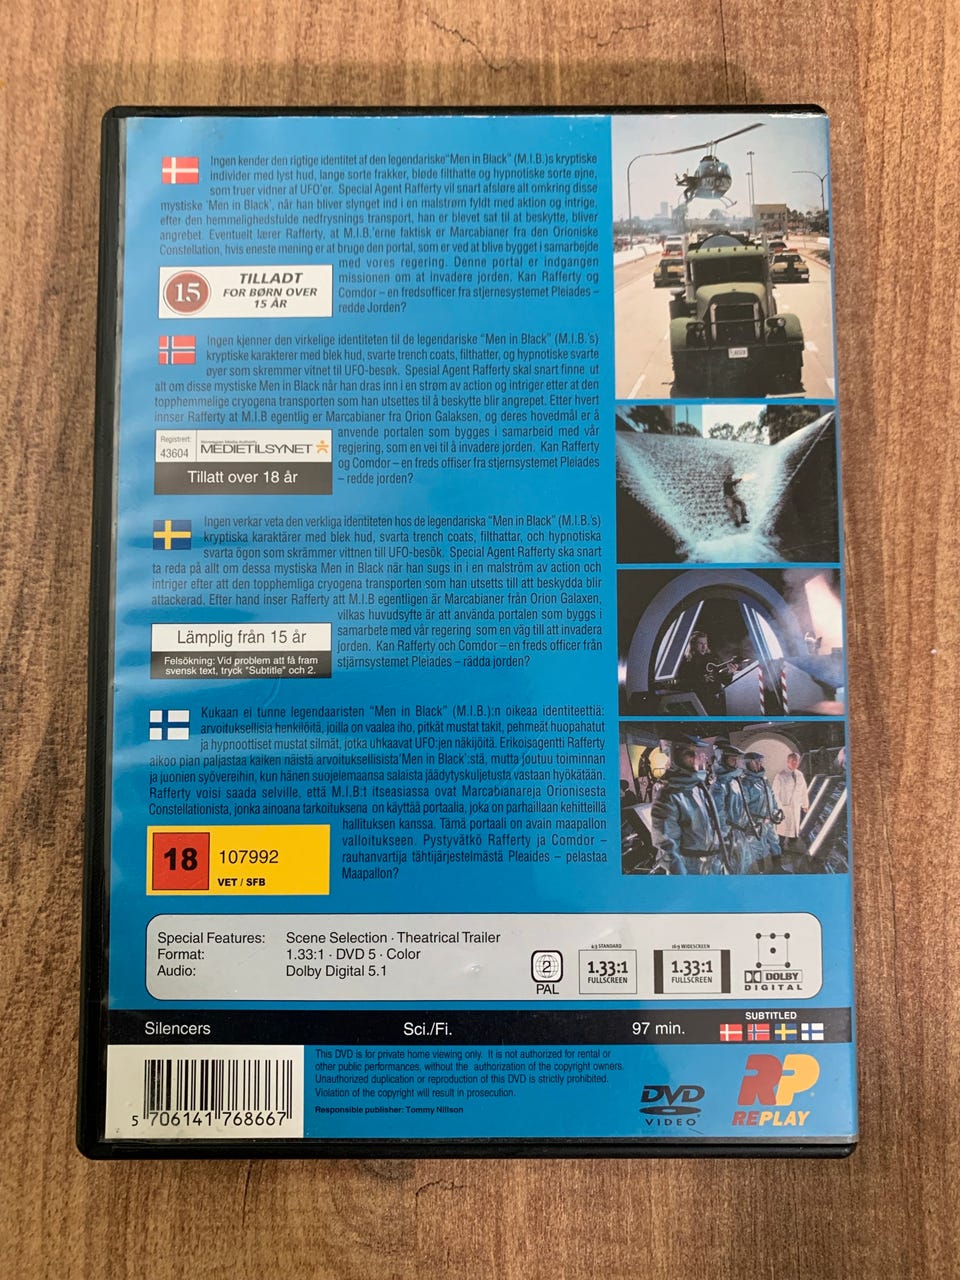 Ingen kender den rigtige identitet af den legendariske "Men in Black" (M.I.B.)s kryptiske
individer med lyst hud, lange sorte frakker, bløde filthatte og hypnotiske sorte øjne,
som truer vidner af UFO'er. Special Agent Rafferty vil snart afsløre alt omkring disse
mystiske 'Men in Black', når han bliver slynget ind i en malstrøm fyldt med aktion og intrige,
efter den hemmelighedsfulde nedfrysnings transport, han er blevet sat til at beskytte, bliver
angrebet. Eventuelt lærer Rafferty, at M.I.B.'erne faktisk er Marcabianer fra den Orioniske
Constellation, hvis eneste mening er at bruge den portal, som er ved at blive bygget i samarbejde
med vores regering. Denne portal er indgangen
missionen om at invadere jorden. Kan Rafferty og
Comdor – en fredsofficer fra stjernesystemet Pleiades –
redde Jorden?
15
TILLADT
FOR BØRN OVER
15 ÅR
Ingen kjenner den virkelige identiteten til de legendariske "Men in Black" (M.I.B.'s)
kryptiske karakterer med blek hud, svarte trench coats, filthatter, og hypnotiske svarte
øyer som skremmer vitnet til UFO-besøk. Spesial Agent Rafferty skal snart finne ut
alt om disse mystiske Men in Black når han dras inn i en strøm av action og intriger etter at den
topphemmelige cryogena transporten som han utsettes til å beskytte blir angrepet. Etter hvert
innser Rafferty at M.I.B egentlig er Marcabianer fra Orion Galaksen, og deres hovedmål er å
anvende portalen som bygges i samarbeid med vår
regjering, som en vei til å invadere jorden. Kan Rafferty
og Comdor – en freds offiser fra stjernsystemet Pleiades
– redde jorden?
Registrert:
43604
Norwegian Media Authority
MEDIETILSYNET
Tillatt over 18 år
Ingen verkar veta den verkliga identiteten hos de legendariska "Men in Black" (M.I.B.'s)
kryptiska karaktärer med blek hud, svarta trench coats, filthattar, och hypnotiska
svarta ögon som skrämmer vittnen till UFO-besök. Special Agent Rafferty ska snart
ta reda på allt om dessa mystiska Men in Black när han sugs in i en malström av action och
intriger efter att den topphemliga cryogena transporten som han utsetts till att beskydda blir
attackerad. Efter hand inser Rafferty att M.I.B egentligen är Marcabianer från Orion Galaxen,
vilkas huvudsyfte är att använda portalen som byggs i
samarbete med vår regering som en väg till att invadera
jorden. Kan Rafferty och Comdor – en freds officer från
stjärnsystemet Pleiades – rädda jorden?
Lämplig från 15 år
Felsökning: Vid problem att få fram
svensk text, tryck "Subtitle" och 2.
Kukaan ei tunne legendaaristen "Men in Black" (M.I.B.):n oikeaa identiteettiä:
arvoituksellisia henkilöitä, joilla on vaalea iho, pitkät mustat takit, pehmeät huopahatut
ja hypnoottiset mustat silmät, jotka uhkaavat UFO:jen näkijöitä. Erikoisagentti Rafferty
aikoo pian paljastaa kaiken näistä arvoituksellisista'Men in Black':stä, mutta joutuu toiminnan
ja juonien syövereihin, kun hänen suojelemaansa salaista jäädytyskuljetusta vastaan hyökätään.
Rafferty voisi saada selville, että M.I.B:t itseasiassa ovat Marcabianareja Orionisesta
Constellationista, jonka ainoana tarkoituksena on käyttää portaalia, joka on parhaillaan kehitteillä
hallituksen kanssa. Tämä portaali on avain maapallon
valloitukseen. Pystyvätkö Rafferty ja Comdor –
rauhanvartija tähtijärjestelmästä Pleaides – pelastaa
Maapallon?
18
107992
VET / SFB
Special Features: Scene Selection · Theatrical Trailer
Format: 1.33:1 · DVD 5 · Color
Audio: Dolby Digital 5.1
2
PAL
4:3 STANDARD
1.33:1
FULLSCREEN
16:9 WIDESCREEN
1.33:1
FULLSCREEN
DOLBY
DIGITAL
Silencers Sci./Fi. 97 min.
SUBTITLED
5 706141 768667
This DVD is for private home viewing only. It is not authorized for rental or
other public performances, without the authorization of the copyright owners.
Unauthorized duplication or reproduction of this DVD is strictly prohibited.
Violation of the copyright will result in prosecution.
Responsible publisher: Tommy Nillson
DVD
VIDEO
RP
REPLAY